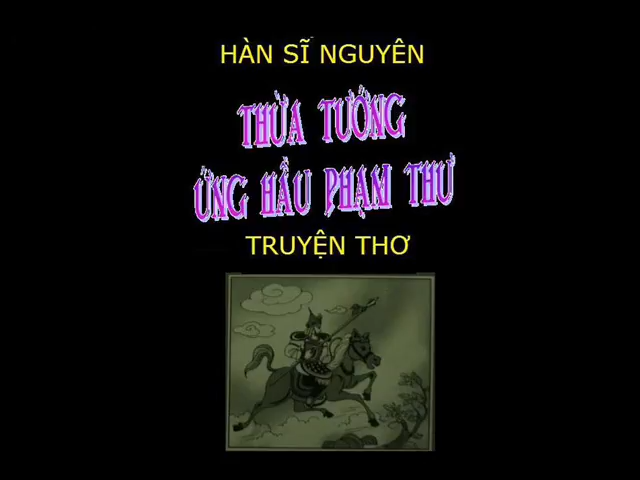 HÀN SĨ NGUYÊN
THỪA TƯỚNG
ỨNG HẦU PHẠM THƯ
TRUYỆN THƠ